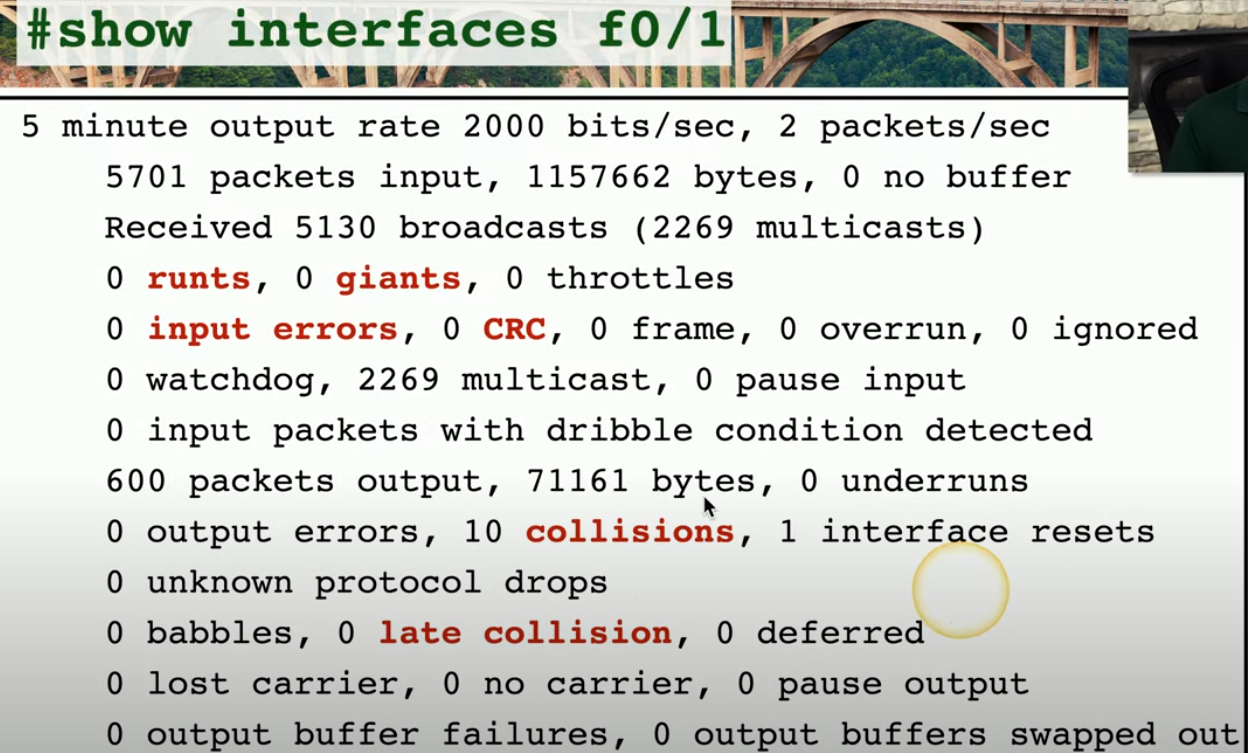 #show interfaces f0/1
5 minute output rate 2000 bits/sec, 2 packets/sec
5701 packets input, 1157662 bytes, 0 no buffer
Received 5130 broadcasts (2269 multicasts)
0 runts, 0 giants, 0 throttles
0 input errors, 0 CRC, 0 frame, 0 overrun, 0 ignored
0 watchdog, 2269 multicast, 0 pause input
0 input packets with dribble condition detected
600 packets output, 71161 bytes, 0 underruns
0 output errors, 10 collisions, 1 interface resets
0 unknown protocol drops
0 babbles, 0 late collision, 0 deferred
0 lost carrier, 0 no carrier, 0 pause output
0 output buffer failures, 0 output buffers swapped out